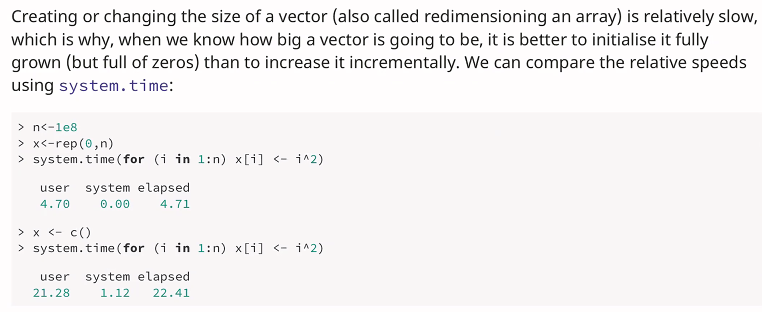 Creating or changing the size of a vector (also called redimensioning an array) is relatively slow,
which is why, when we know how big a vector is going to be, it is better to initialise it fully
grown (but full of zeros) than to increase it incrementally. We can compare the relative speeds
using system.time:
> n<-1e8
> x<-rep(0,n)
> system.time(for (i in 1:n) x[i] <- i^2)
user system elapsed
4.70 0.00 4.71
> x <- c()
> system.time(for (i in 1:n) x[i] <- i^2)
user system elapsed
21.28 1.12 22.41